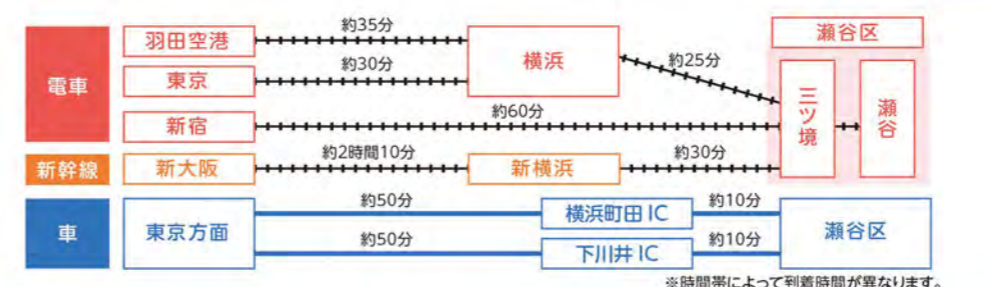 電車
羽田空港
約35分
横浜
約25分
瀬谷区
東京
約30分
三ツ境
瀬谷
新宿
約60分
新幹線
新大阪
約2時間10分
新横浜
約30分
車
東京方面
約50分
横浜町田IC
約10分
瀬谷区
約50分
下川井IC
約10分
※時間帯によって到着時間が異なります。